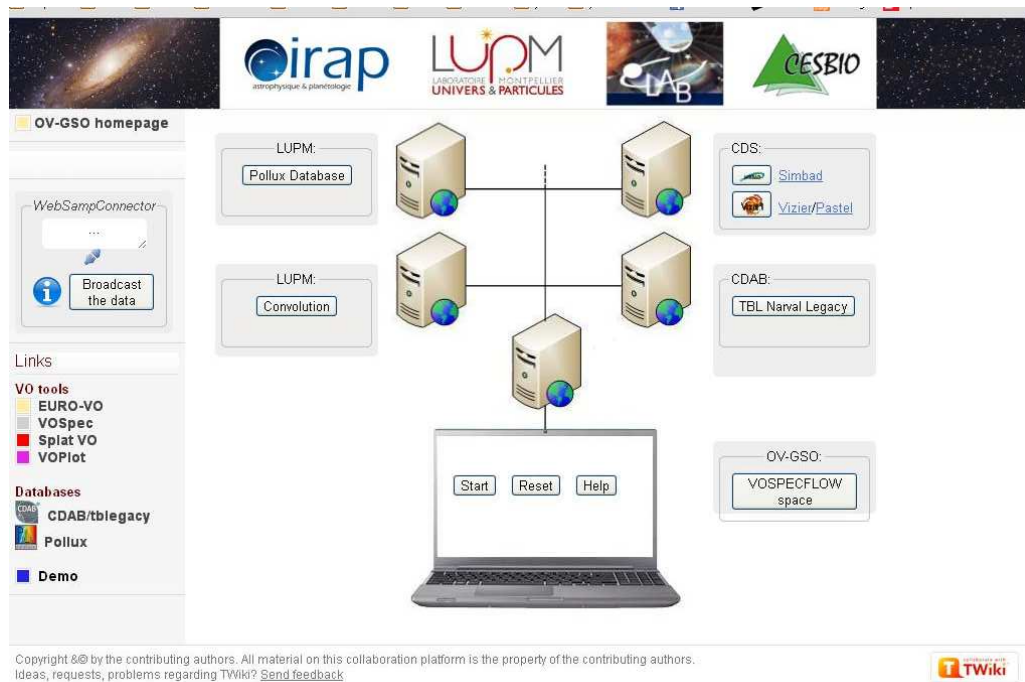 irap
astrophysique & planétologie
LUPM
LABORATOIRE MONTPELLIER
UNIVERS & PARTICULES
LAB
CESBIO
OV-GSO homepage
WebSampConnector
...
Broadcast
the data
Links
VO tools
EURO-VO
VOSpec
Splat VO
VOPlot
Databases
CDAB
CDAB/tblegacy
Pollux
Demo
LUPM:
Pollux Database
LUPM:
Convolution
CDS:
Simbad
Vizier/Pastel
CDAB:
TBL Narval Legacy
OV-GSO:
VOSPECFLOW
space
Start Reset Help
Copyright &© by the contributing authors. All material on this collaboration platform is the property of the contributing authors.
Ideas, requests, problems regarding TWiki? Send feedback
TWiki